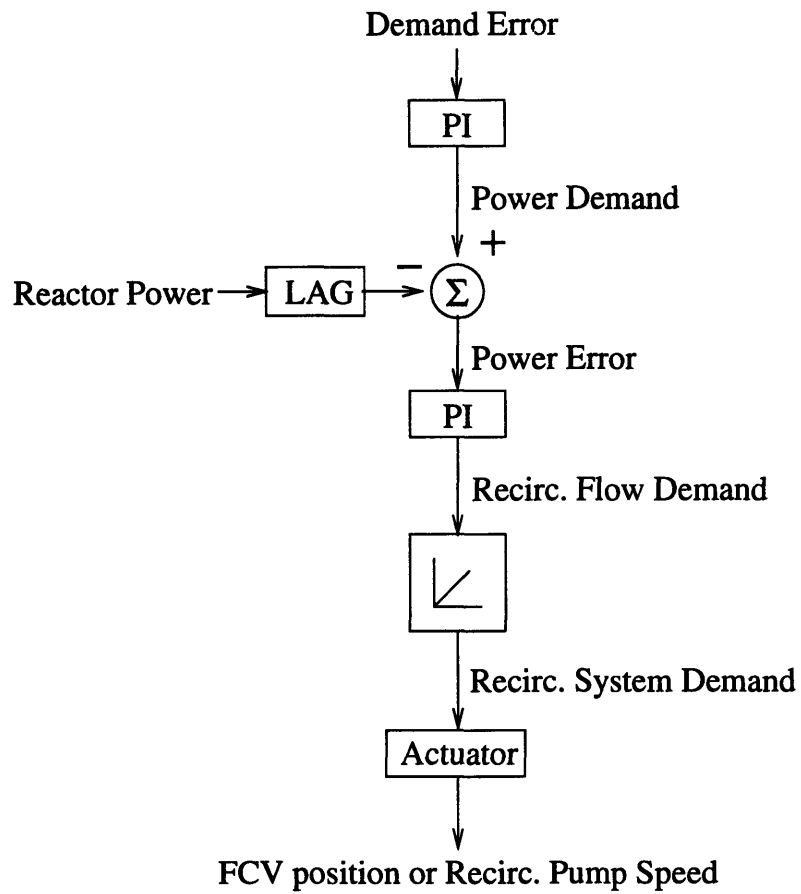 Demand Error
PI
Power Demand
+
−
Reactor Power
LAG
Σ
Power Error
PI
Recirc. Flow Demand
Recirc. System Demand
Actuator
FCV position or Recirc. Pump Speed